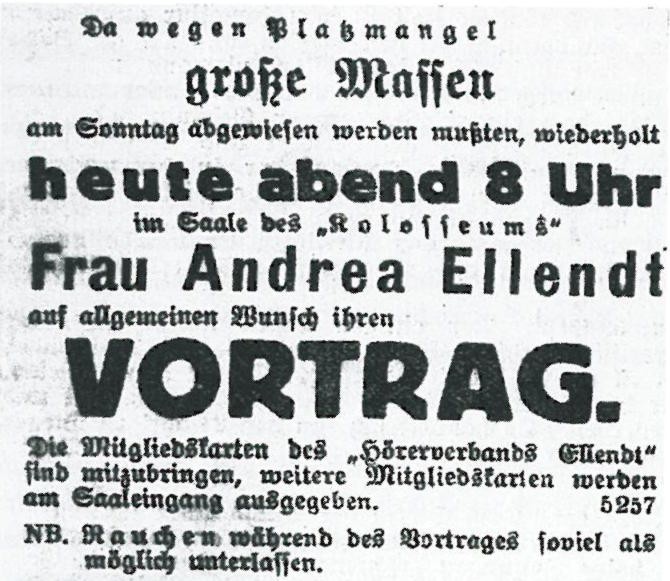 Da wegen Platzmangel
große Massen
am Sonntag abgewiesen werden mußten, wiederholt
heute abend 8 Uhr
im Saale des „Kolosseums“
Frau Andrea Ellendt
auf allgemeinen Wunsch ihren
VORTRAG.
Die Mitgliedskarten des „Hörerverbands Ellendt“
sind mitzubringen, weitere Mitgliedskarten werden
am Saaleingang ausgegeben. 5257
NB. Rauchen während des Vortrages soviel als
möglich unterlassen.